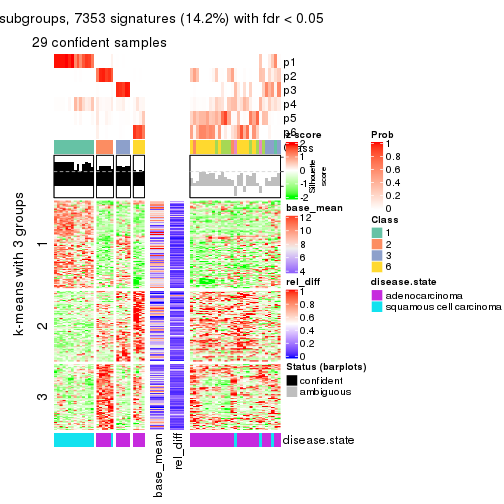 subgroups, 7353 signatures (14.2%) with fdr < 0.05
29 confident samples
p1
p2
p3
p4
p5
p6
Class
Silhouette
score
k-means with 3 groups
1
2
3
base_mean
rel_diff
disease.state
z-score
2
1
0
-1
-2
base_mean
12
10
8
6
4
rel_diff
1
0.8
0.6
0.4
0.2
0
Status (barplots)
confident
ambiguous
Prob
1
0.8
0.6
0.4
0.2
0
Class
1
2
3
6
disease.state
adenocarcinoma
squamous cell carcinoma